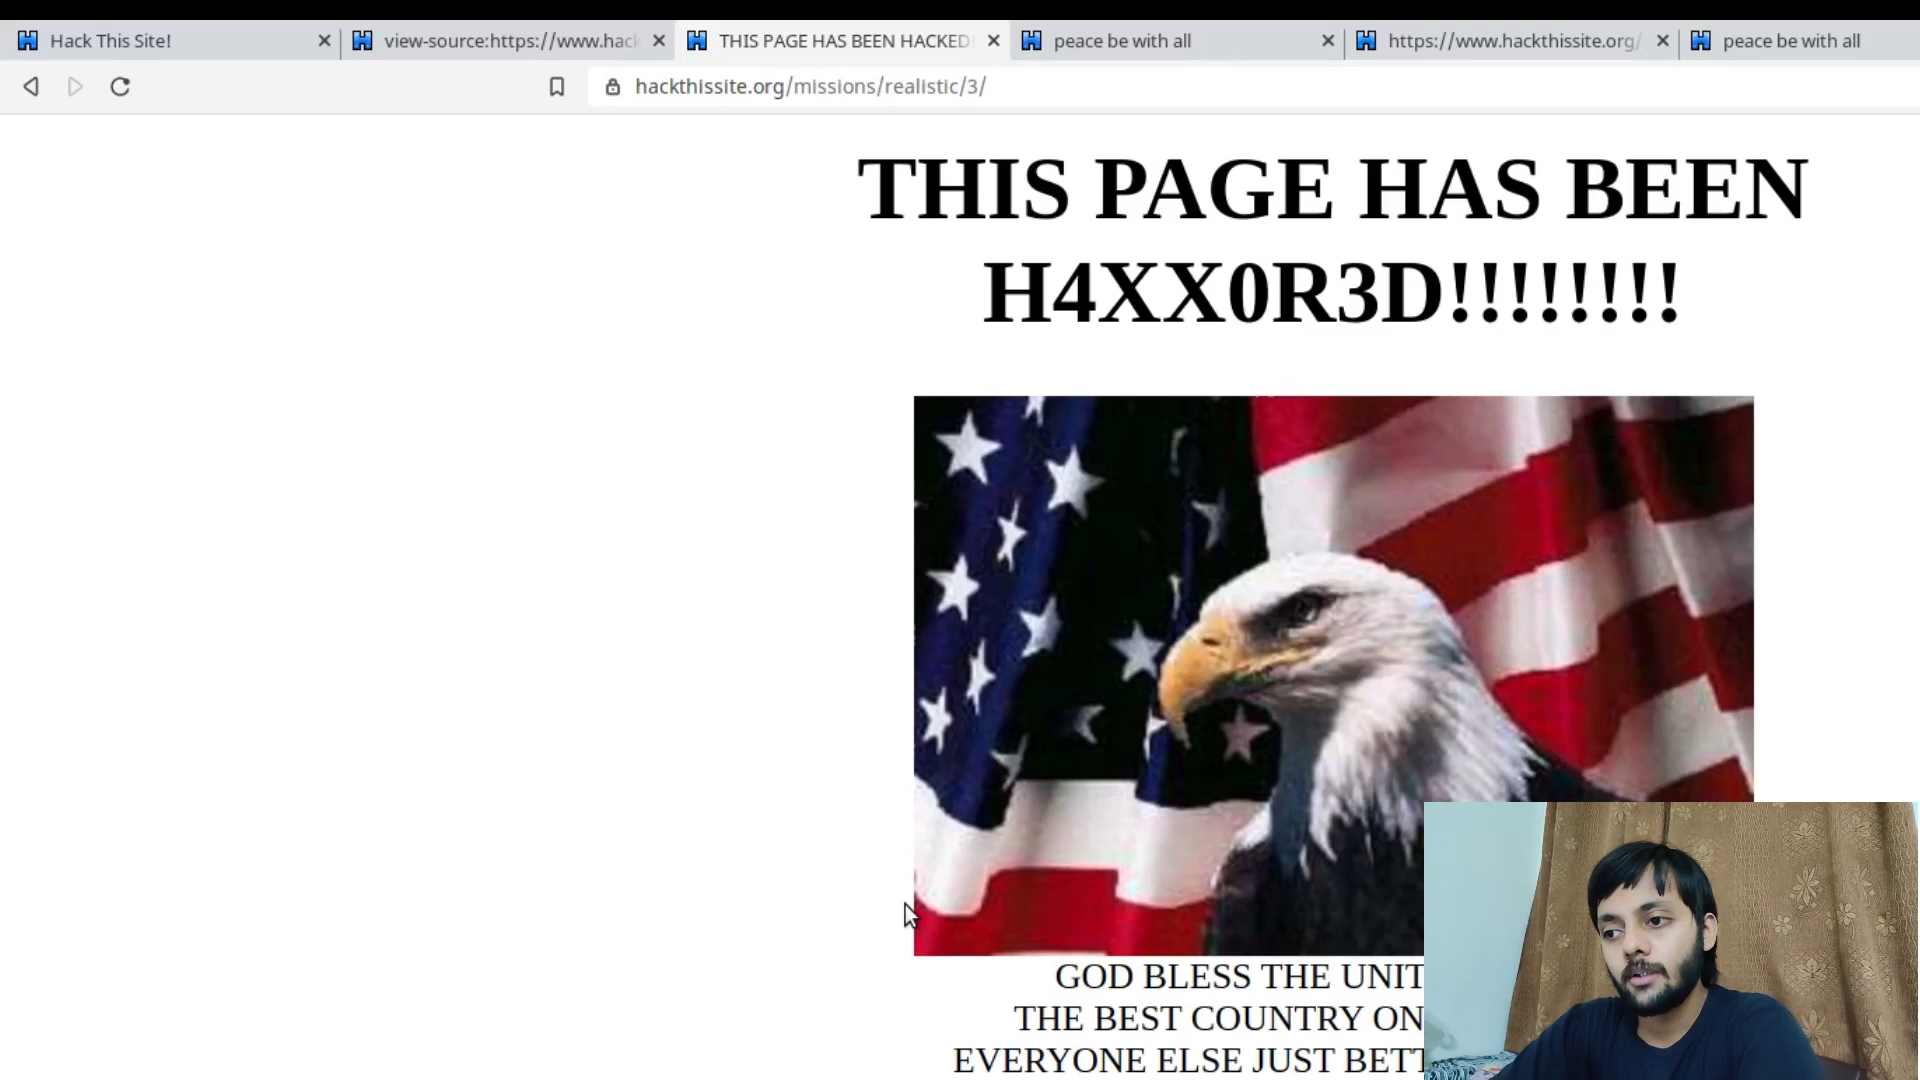 Hack This Site!
view-source:https://www.hack
THIS PAGE HAS BEEN HACKED
peace be with all
https://www.hackthissite.org/
peace be with all
hackthissite.org/missions/realistic/3/
THIS PAGE HAS BEEN
H4XX0R3D!!!!!!!!
GOD BLESS THE UNIT
THE BEST COUNTRY ON
EVERYONE ELSE JUST BETT